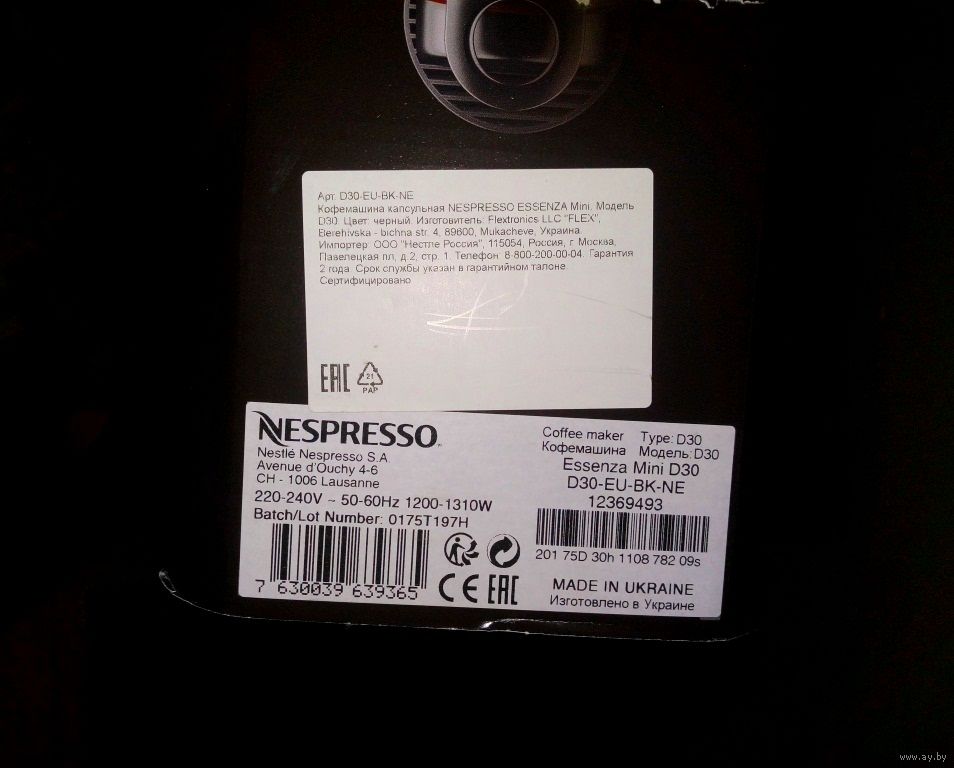 Арт. D30-EU-BK-NE
Кофемашина капсульная NESPRESSO ESSENZA Mini, Модель
D30. Цвет: черный. Изготовитель: Flextronics LLC "FLEX",
Berehivska - bichna str. 4, 89600, Mukacheve, Украина.
Импортер: ООО "Нестле Россия", 115054, Россия, г. Москва,
Павелецкая пл, д.2, стр. 1. Телефон: 8-800-200-00-04. Гарантия
2 года. Срок службы указан в гарантийном талоне.
Сертифицировано
EAC
21
PAP
NESPRESSO
Nestlé Nespresso S.A.
Avenue d'Ouchy 4-6
CH - 1006 Lausanne
220-240V ~ 50-60Hz 1200-1310W
Batch/Lot Number: 0175T197H
7 630039 639365
CE EAC
Coffee maker Type: D30
Кофемашина Модель: D30
Essenza Mini D30
D30-EU-BK-NE
12369493
201 75D 30h 1108 782 09s
MADE IN UKRAINE
Изготовлено в Украине
www.ay.by